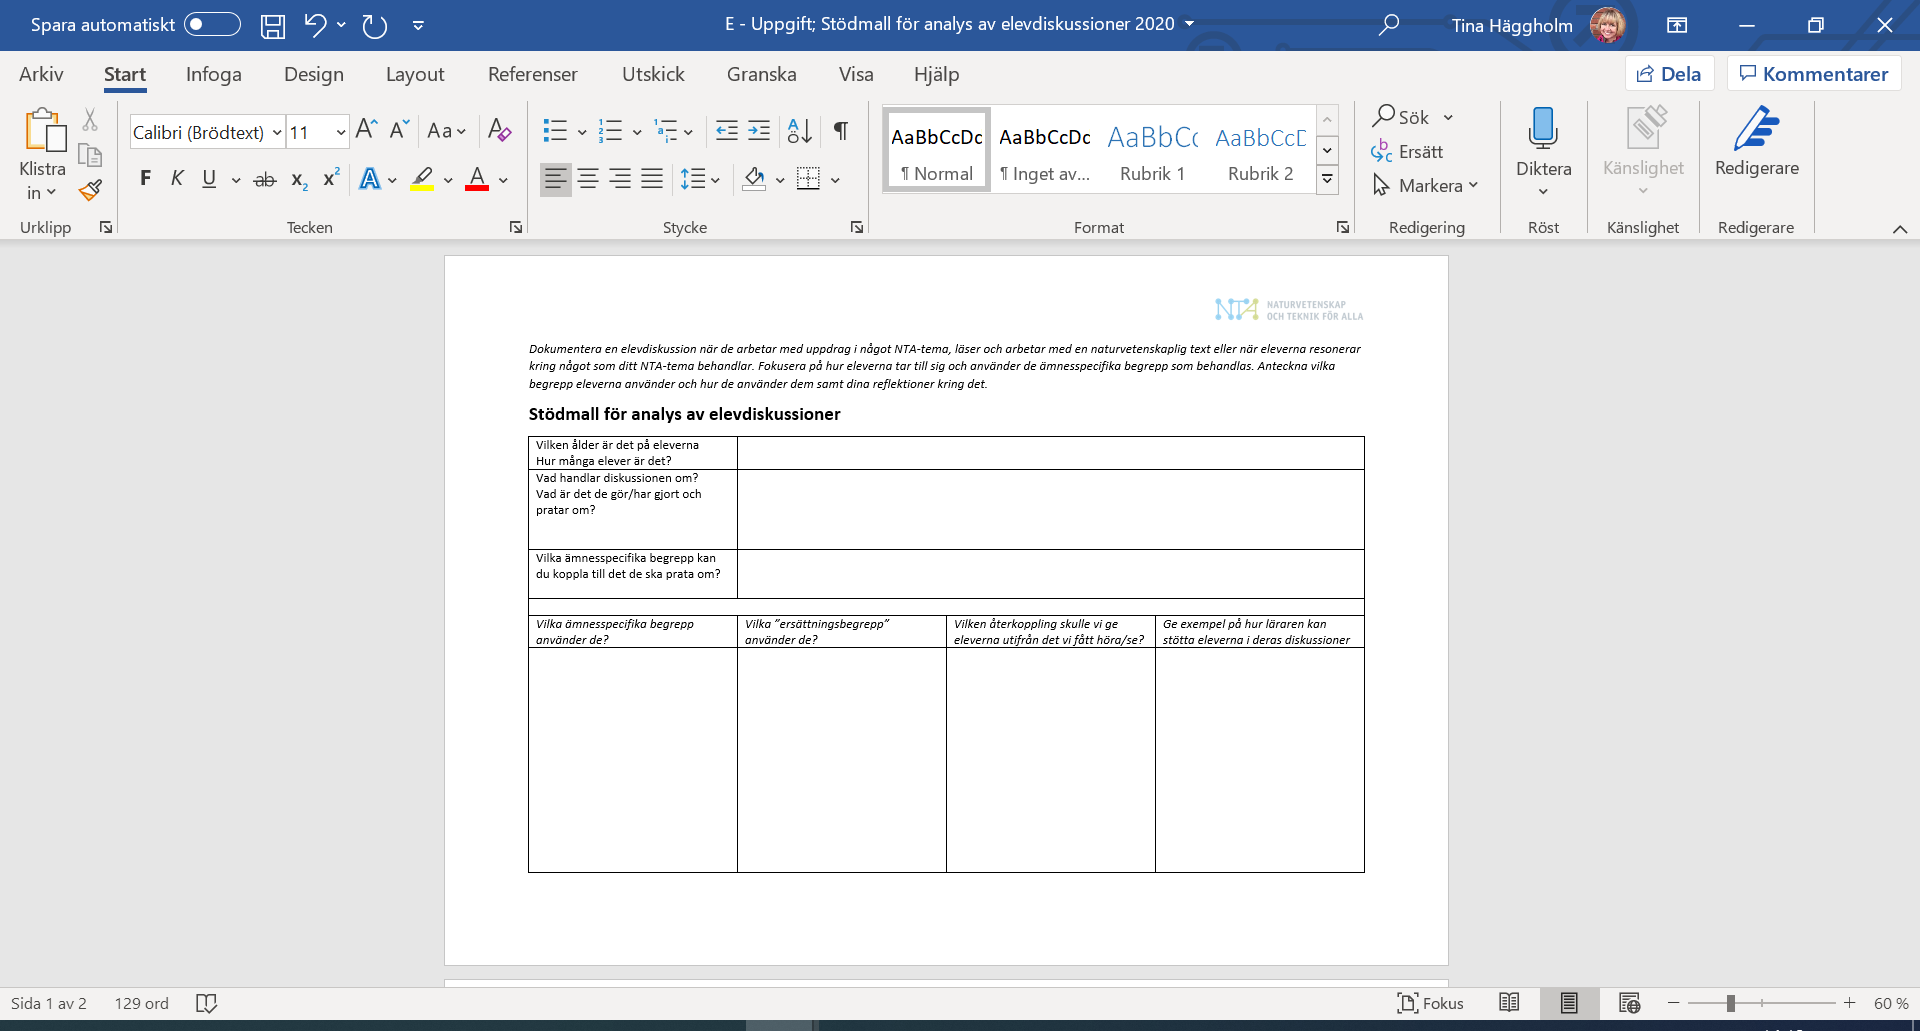 Spara automatiskt
E - Uppgift; Stödmall för analys av elevdiskussioner 2020
Tina Häggholm
Arkiv Start Infoga Design Layout Referenser Utskick Granska Visa Hjälp
Dela Kommentarer
Klistra
in
Calibri (Brödtext) 11
Aa
F K U ab x2 x2 A A
AaBbCcDc AaBbCcDc AaBbCc AaBbCcD
¶ Normal ¶ Inget av... Rubrik 1 Rubrik 2
Sök
Ersätt
Markera
Diktera
Känslighet
Redigerare
Urklipp Tecken Stycke Format Redigering Röst Känslighet Redigerare
NTA NATURVETENSKAP
OCH TEKNIK FÖR ALLA
Dokumentera en elevdiskussion när de arbetar med uppdrag i något NTA-tema, läser och arbetar med en naturvetenskaplig text eller när eleverna resonerar
kring något som ditt NTA-tema behandlar. Fokusera på hur eleverna tar till sig och använder de ämnesspecifika begrepp som behandlas. Anteckna vilka
begrepp eleverna använder och hur de använder dem samt dina reflektioner kring det.
Stödmall för analys av elevdiskussioner
Vilken ålder är det på eleverna
Hur många elever är det?
Vad handlar diskussionen om?
Vad är det de gör/har gjort och
pratar om?
Vilka ämnesspecifika begrepp kan
du koppla till det de ska prata om?
Vilka ämnesspecifika begrepp
använder de?
Vilka ”ersättningsbegrepp”
använder de?
Vilken återkoppling skulle vi ge
eleverna utifrån det vi fått höra/se?
Ge exempel på hur läraren kan
stötta eleverna i deras diskussioner
Sida 1 av 2 129 ord
Fokus
60 %